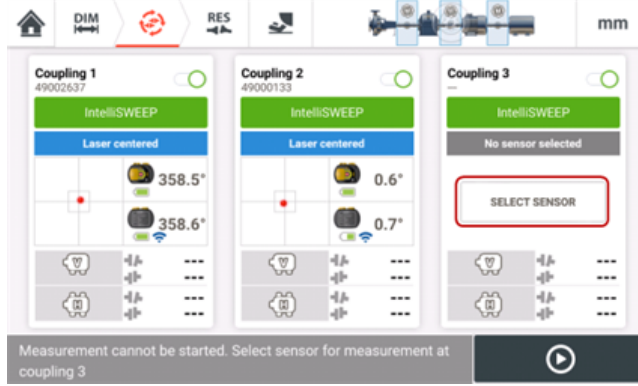 DIM
RES
mm
Coupling 1
49002637
IntelliSWEEP
Laser centered
358.5°
358.6°
V
---
---
H
---
---
Coupling 2
49000133
IntelliSWEEP
Laser centered
0.6°
0.7°
V
---
---
H
---
---
Coupling 3
---
IntelliSWEEP
No sensor selected
SELECT SENSOR
V
---
---
H
---
---
Measurement cannot be started. Select sensor for measurement at
coupling 3